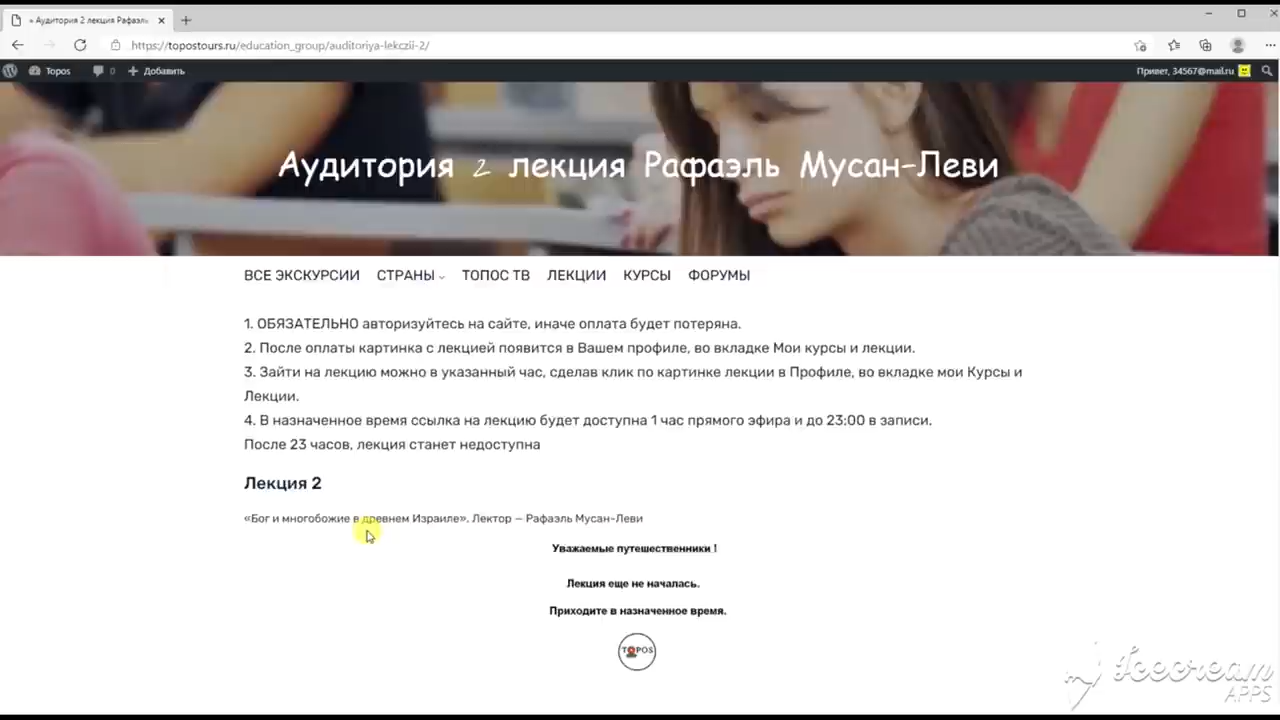 » Аудитория 2 лекция Рафаэль
https://topostours.ru/education_group/auditoriya-lekczii-2/
Topos
0
Добавить
Привет, 34567@mail.ru
Аудитория 2 лекция Рафаэль Мусан-Леви
ВСЕ ЭКСКУРСИИ СТРАНЫ ТОПОС ТВ ЛЕКЦИИ КУРСЫ ФОРУМЫ
1. ОБЯЗАТЕЛЬНО авторизуйтесь на сайте, иначе оплата будет потеряна.
2. После оплаты картинка с лекцией появится в Вашем профиле, во вкладке Мои курсы и лекции.
3. Зайти на лекцию можно в указанный час, сделав клик по картинке лекции в Профиле, во вкладке мои Курсы и
Лекции.
4. В назначенное время ссылка на лекцию будет доступна 1 час прямого эфира и до 23:00 в записи.
После 23 часов, лекция станет недоступна
Лекция 2
«Бог и многобожие в древнем Израиле». Лектор – Рафаэль Мусан-Леви
Уважаемые путешественники !
Лекция еще не началась.
Приходите в назначенное время.
TOPOS
Icecream
APPS